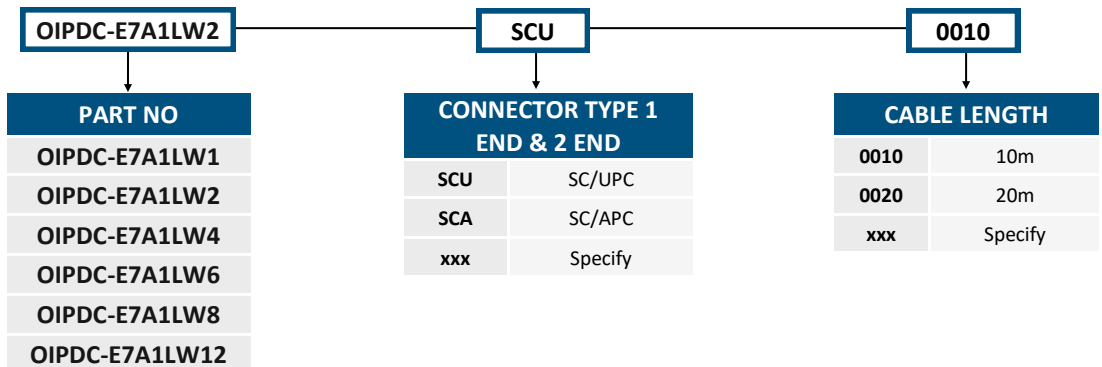 OIPDC-E7A1LW2 SCU 0010
PART NO
OIPDC-E7A1LW1
OIPDC-E7A1LW2
OIPDC-E7A1LW4
OIPDC-E7A1LW6
OIPDC-E7A1LW8
OIPDC-E7A1LW12
CONNECTOR TYPE 1
END & 2 END
SCU SC/UPC
SCA SC/APC
xxx Specify
CABLE LENGTH
0010 10m
0020 20m
xxx Specify